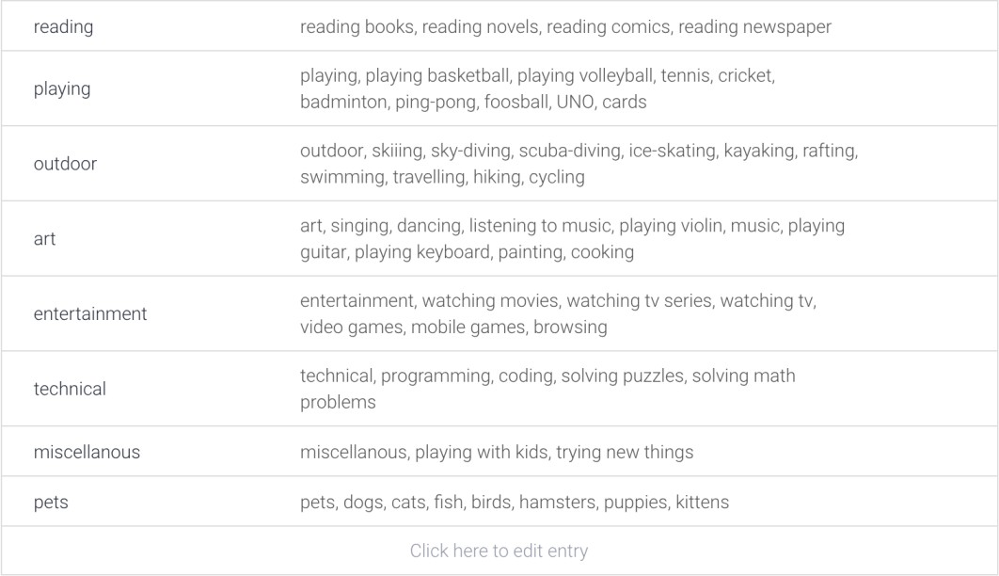 reading
reading books, reading novels, reading comics, reading newspaper
playing
playing, playing basketball, playing volleyball, tennis, cricket,
badminton, ping-pong, foosball, UNO, cards
outdoor
outdoor, skiiing, sky-diving, scuba-diving, ice-skating, kayaking, rafting,
swimming, travelling, hiking, cycling
art
art, singing, dancing, listening to music, playing violin, music, playing
guitar, playing keyboard, painting, cooking
entertainment
entertainment, watching movies, watching tv series, watching tv,
video games, mobile games, browsing
technical
technical, programming, coding, solving puzzles, solving math
problems
miscellanous
miscellanous, playing with kids, trying new things
pets
pets, dogs, cats, fish, birds, hamsters, puppies, kittens
Click here to edit entry